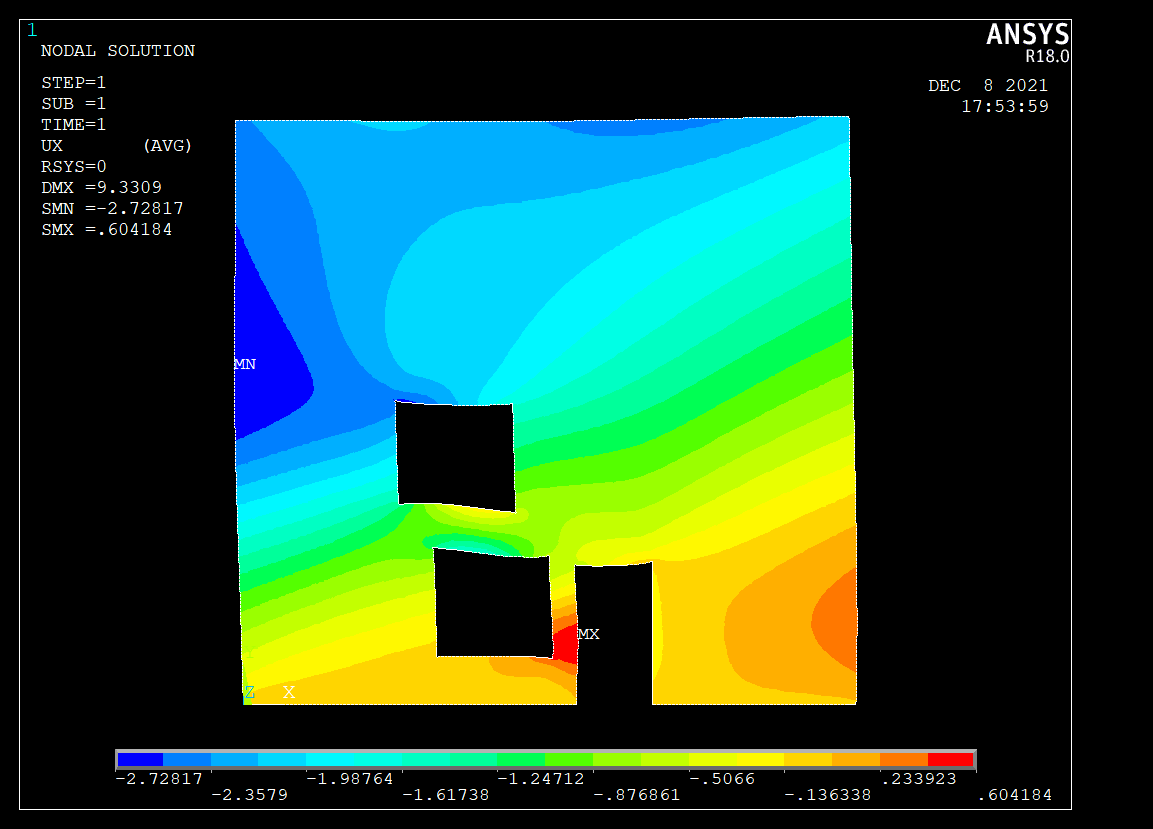 1
ANSYS
R18.0
NODAL SOLUTION
STEP=1
SUB =1
TIME=1
UX (AVG)
RSYS=0
DMX =9.3309
SMN =-2.72817
SMX =.604184
DEC 8 2021
17:53:59
MN
MX
Z X
-2.72817 -1.98764 -1.24712 -.5066 .233923
-2.3579 -1.61738 -.876861 -.136338 .604184